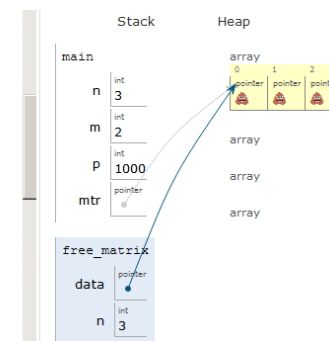 Stack Heap
main array
0 1 2
int pointer pointer pointer
n 3
int
m 2 array
int
p 1000 array
pointer
mtr array
free_matrix
pointer
data
int
n 3